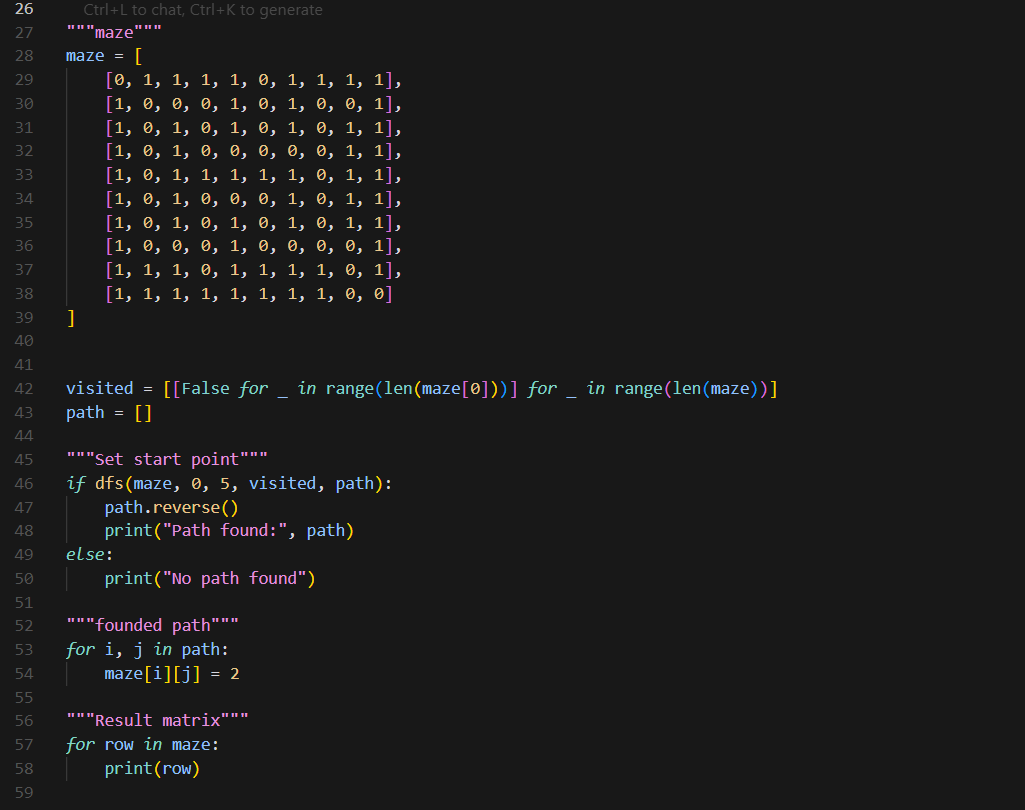 26 Ctrl+L to chat, Ctrl+K to generate
27 """maze"""
28 maze = [
29     [0, 1, 1, 1, 1, 0, 1, 1, 1, 1],
30     [1, 0, 0, 0, 1, 0, 1, 0, 0, 1],
31     [1, 0, 1, 0, 1, 0, 1, 0, 1, 1],
32     [1, 0, 1, 0, 0, 0, 0, 0, 1, 1],
33     [1, 0, 1, 1, 1, 1, 1, 0, 1, 1],
34     [1, 0, 1, 0, 0, 0, 1, 0, 1, 1],
35     [1, 0, 1, 0, 1, 0, 1, 0, 1, 1],
36     [1, 0, 0, 0, 1, 0, 0, 0, 0, 1],
37     [1, 1, 1, 0, 1, 1, 1, 1, 0, 1],
38     [1, 1, 1, 1, 1, 1, 1, 1, 0, 0]
39 ]
40
41
42 visited = [[False for _ in range(len(maze[0]))] for _ in range(len(maze))]
43 path = []
44
45 """Set start point"""
46 if dfs(maze, 0, 5, visited, path):
47     path.reverse()
48     print("Path found:", path)
49 else:
50     print("No path found")
51
52 """founded path"""
53 for i, j in path:
54     maze[i][j] = 2
55
56 """Result matrix"""
57 for row in maze:
58     print(row)
59